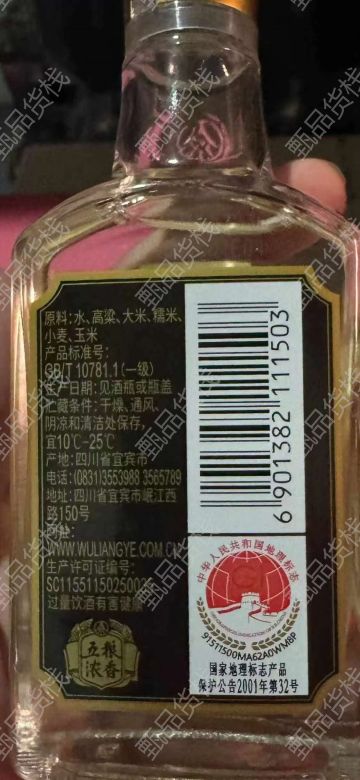 原料:水、高粱、大米、糯米、
小麦、玉米
产品标准号:
GB/T 10781.1(一级)
生产日期:见酒瓶或瓶盖
贮藏条件:干燥、通风、
阴凉和清洁处保存,
宜10℃-25℃
产地:四川省宜宾市
电话:(0831)3553988 3565789
地址:四川省宜宾市岷江西
路150号
网址:
WWW.WULIANGYE.COM.CN
生产许可证编号:
过量饮酒有害健康
五粮
浓香
6 901382 111503
中华人民共和国地理标志
91511500MA62A0WM8P
国家地理标志产品
保护公告2001年第32号
甄品货栈